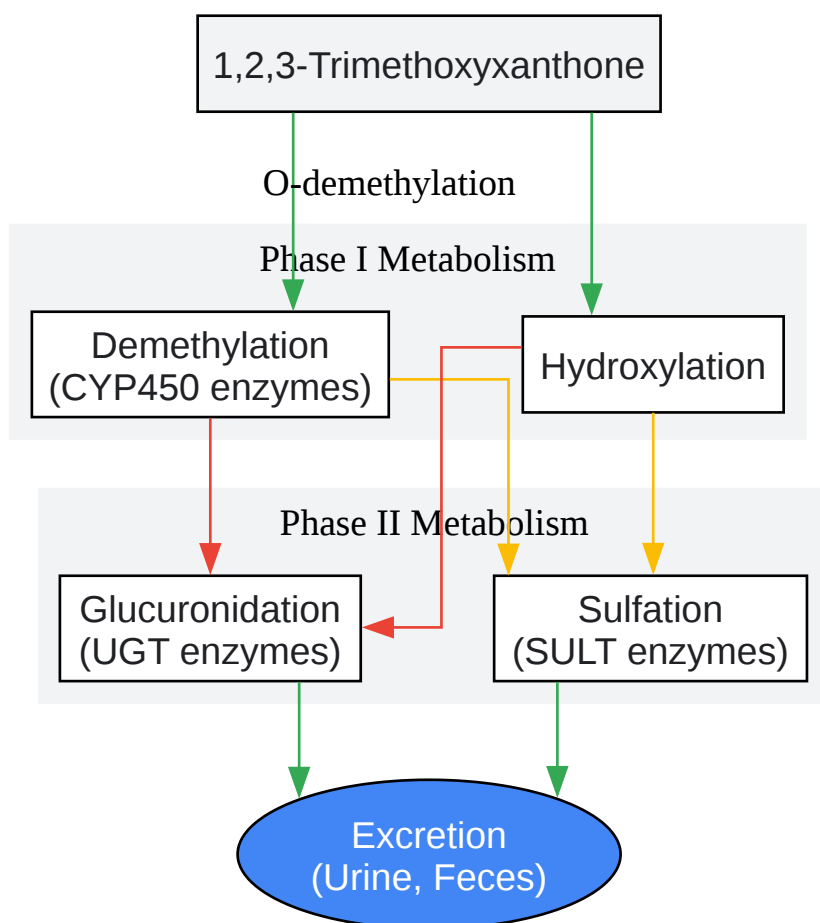 1,2,3-Trimethoxyxanthone
O-demethylation
Phase I Metabolism
Demethylation
(CYP450 enzymes)
Hydroxylation
Phase II Metabolism
Glucuronidation
(UGT enzymes)
Sulfation
(SULT enzymes)
Excretion
(Urine, Feces)